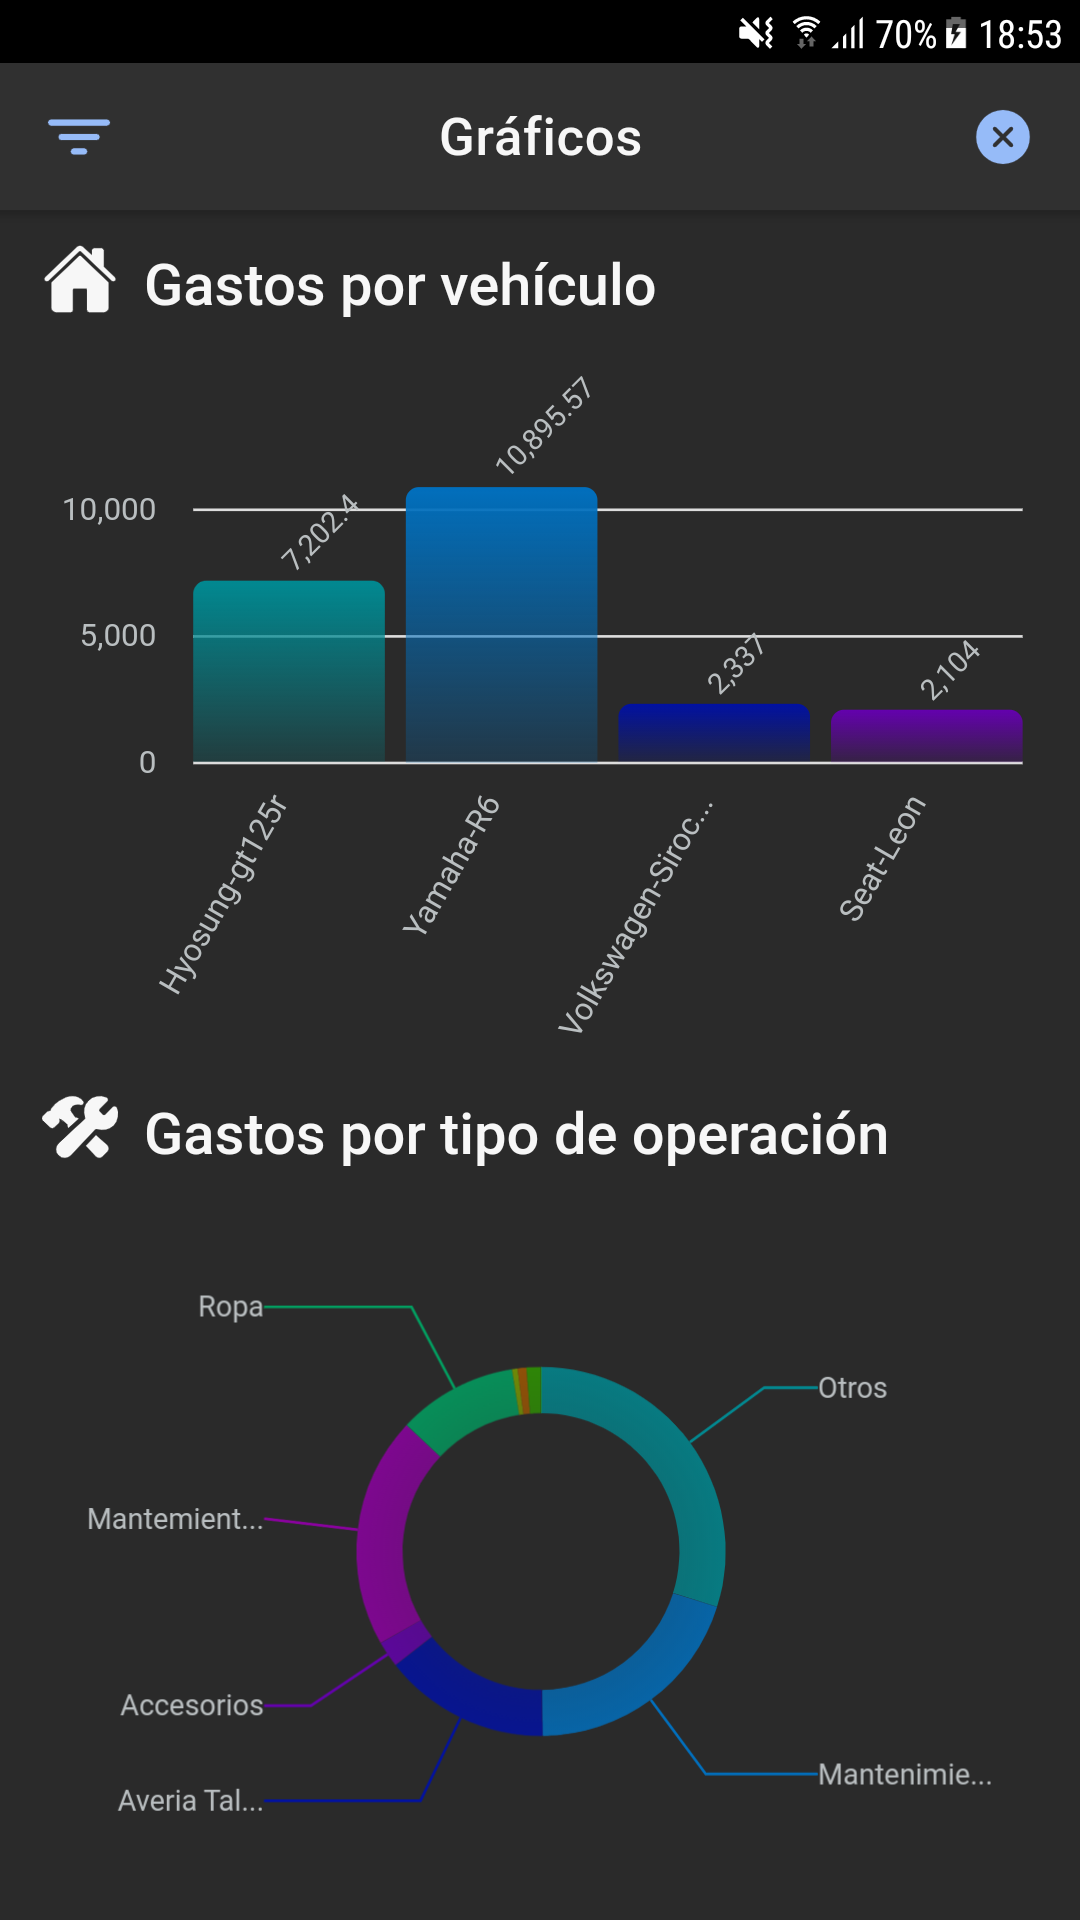 70% 18:53
Gráficos
Gastos por vehículo
10,895.57
7,202.4
10,000
5,000
2,337
2,104
0
Hyosung-gt125r
Yamaha-R6
Volkswagen-Siroc...
Seat-Leon
Gastos por tipo de operación
Ropa
Otros
Mantemient...
Accesorios
Mantenimie...
Averia Tal...